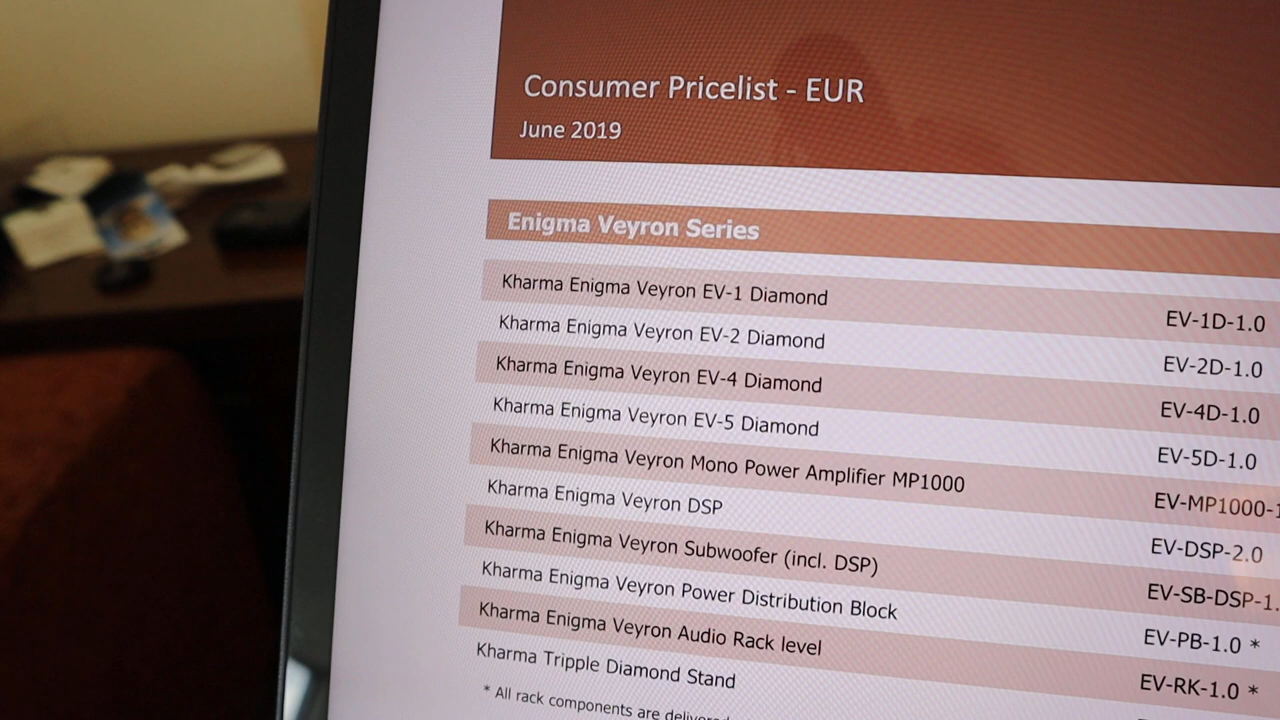 Consumer Pricelist - EUR
June 2019
Enigma Veyron Series
Kharma Enigma Veyron EV-1 Diamond EV-1D-1.0
Kharma Enigma Veyron EV-2 Diamond EV-2D-1.0
Kharma Enigma Veyron EV-4 Diamond EV-4D-1.0
Kharma Enigma Veyron EV-5 Diamond EV-5D-1.0
Kharma Enigma Veyron Mono Power Amplifier MP1000 EV-MP1000-1
Kharma Enigma Veyron DSP EV-DSP-2.0
Kharma Enigma Veyron Subwoofer (incl. DSP) EV-SB-DSP-1.
Kharma Enigma Veyron Power Distribution Block EV-PB-1.0 *
Kharma Enigma Veyron Audio Rack level EV-RK-1.0 *
Kharma Tripple Diamond Stand
* All rack components are